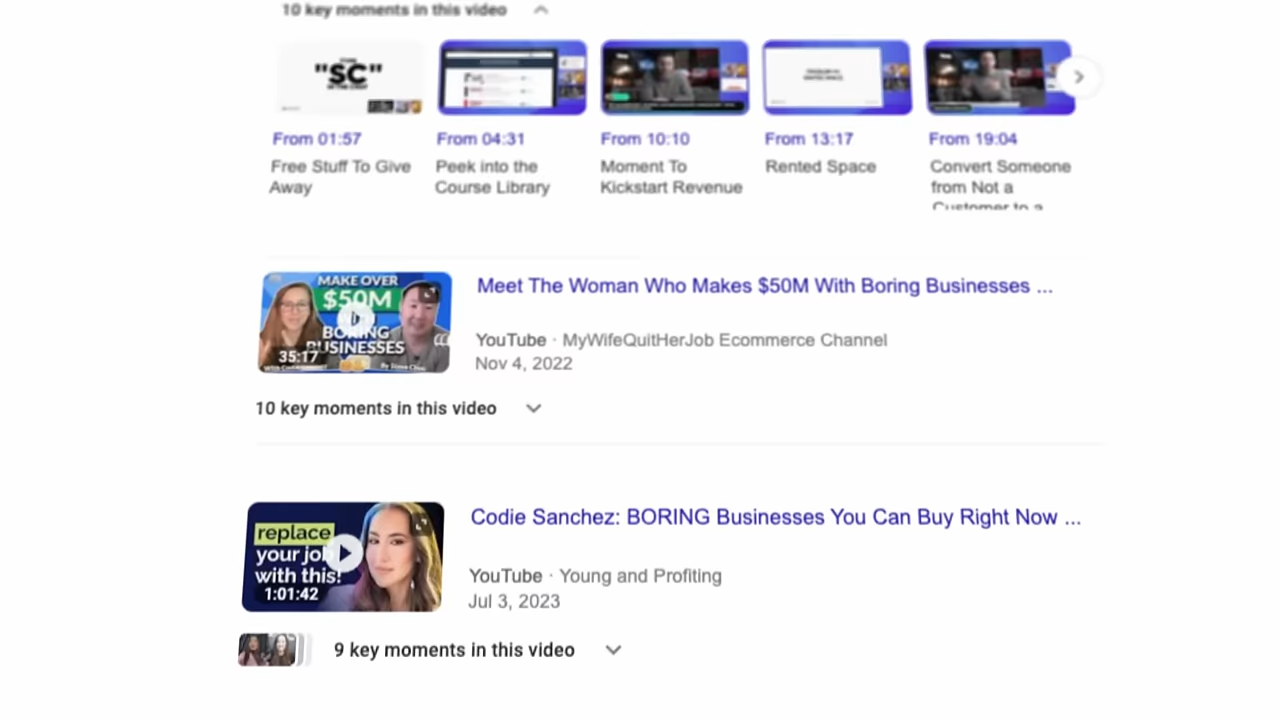 10 key moments in this video
"SC"
From 01:57
From 04:31
From 10:10
From 13:17
From 19:04
Free Stuff To Give
Away
Peek into the
Course Library
Moment To
Kickstart Revenue
Rented Space
Convert Someone
from Not a
Customer to a
MAKE OVER
$50M
BORING
BUSINESSES
35:17
Meet The Woman Who Makes $50M With Boring Businesses ...
YouTube · MyWifeQuitHerJob Ecommerce Channel
Nov 4, 2022
10 key moments in this video
replace
your job
with this!
1:01:42
Codie Sanchez: BORING Businesses You Can Buy Right Now ...
YouTube · Young and Profiting
Jul 3, 2023
9 key moments in this video